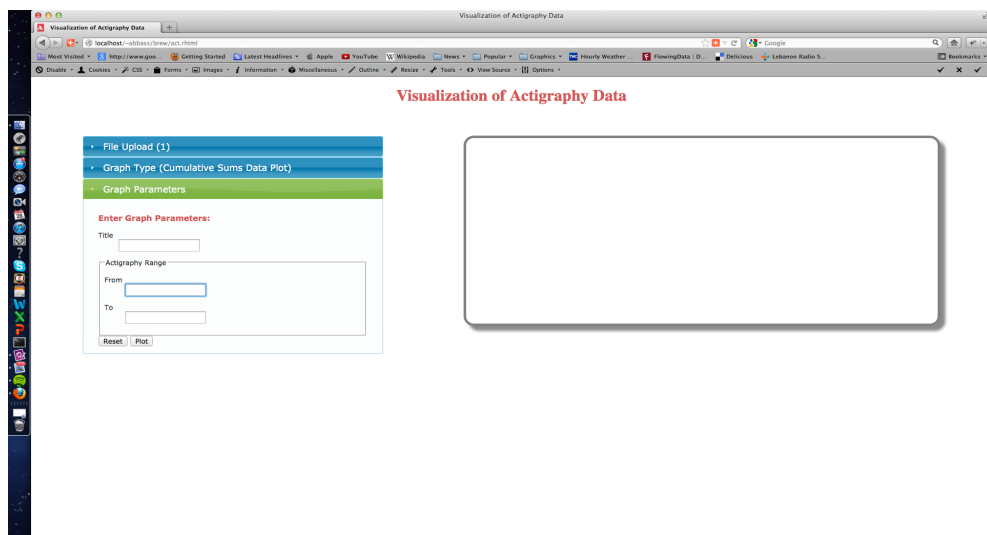 Visualization of Actigraphy Data
Visualization of Actigraphy Data
localhost/~abbass/brew/act.rhtml
Google
Most Visited http://www.goo... Getting Started Latest Headlines Apple YouTube Wikipedia News Popular Graphics Hourly Weather ... FlowingData | D... Delicious Lebanon Radio S... Bookmarks
Disable Cookies CSS Forms Images Information Miscellaneous Outline Resize Tools View Source Options
Visualization of Actigraphy Data
File Upload (1)
Graph Type (Cumulative Sums Data Plot)
Graph Parameters
Enter Graph Parameters:
Title
Actigraphy Range
From
To
Reset Plot